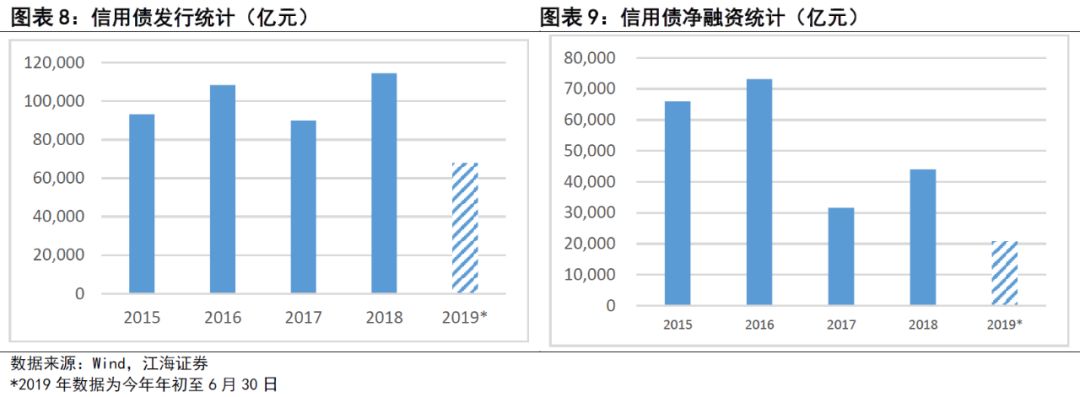 图表 8：信用债发行统计（亿元）
120,000
100,000
80,000
60,000
40,000
20,000
0
2015 2016 2017 2018 2019*
图表 9：信用债净融资统计（亿元）
80,000
70,000
60,000
50,000
40,000
30,000
20,000
10,000
0
2015 2016 2017 2018 2019*
数据来源：Wind，江海证券
*2019 年数据为今年年初至 6 月 30 日